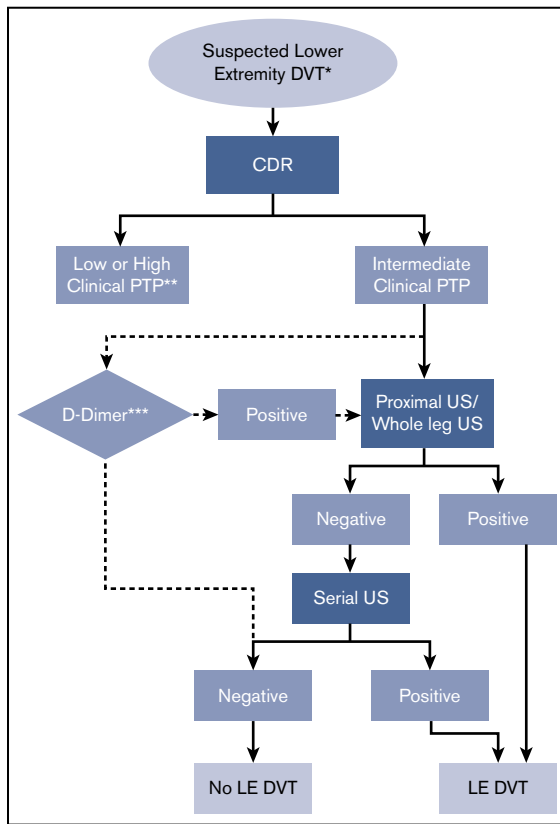 Suspected Lower
Extremity DVT*
CDR
Low or High
Clinical PTP**
Intermediate
Clinical PTP
D-Dimer***
Positive
Proximal US/
Whole leg US
Negative
Positive
Serial US
Negative
Positive
No LE DVT
LE DVT